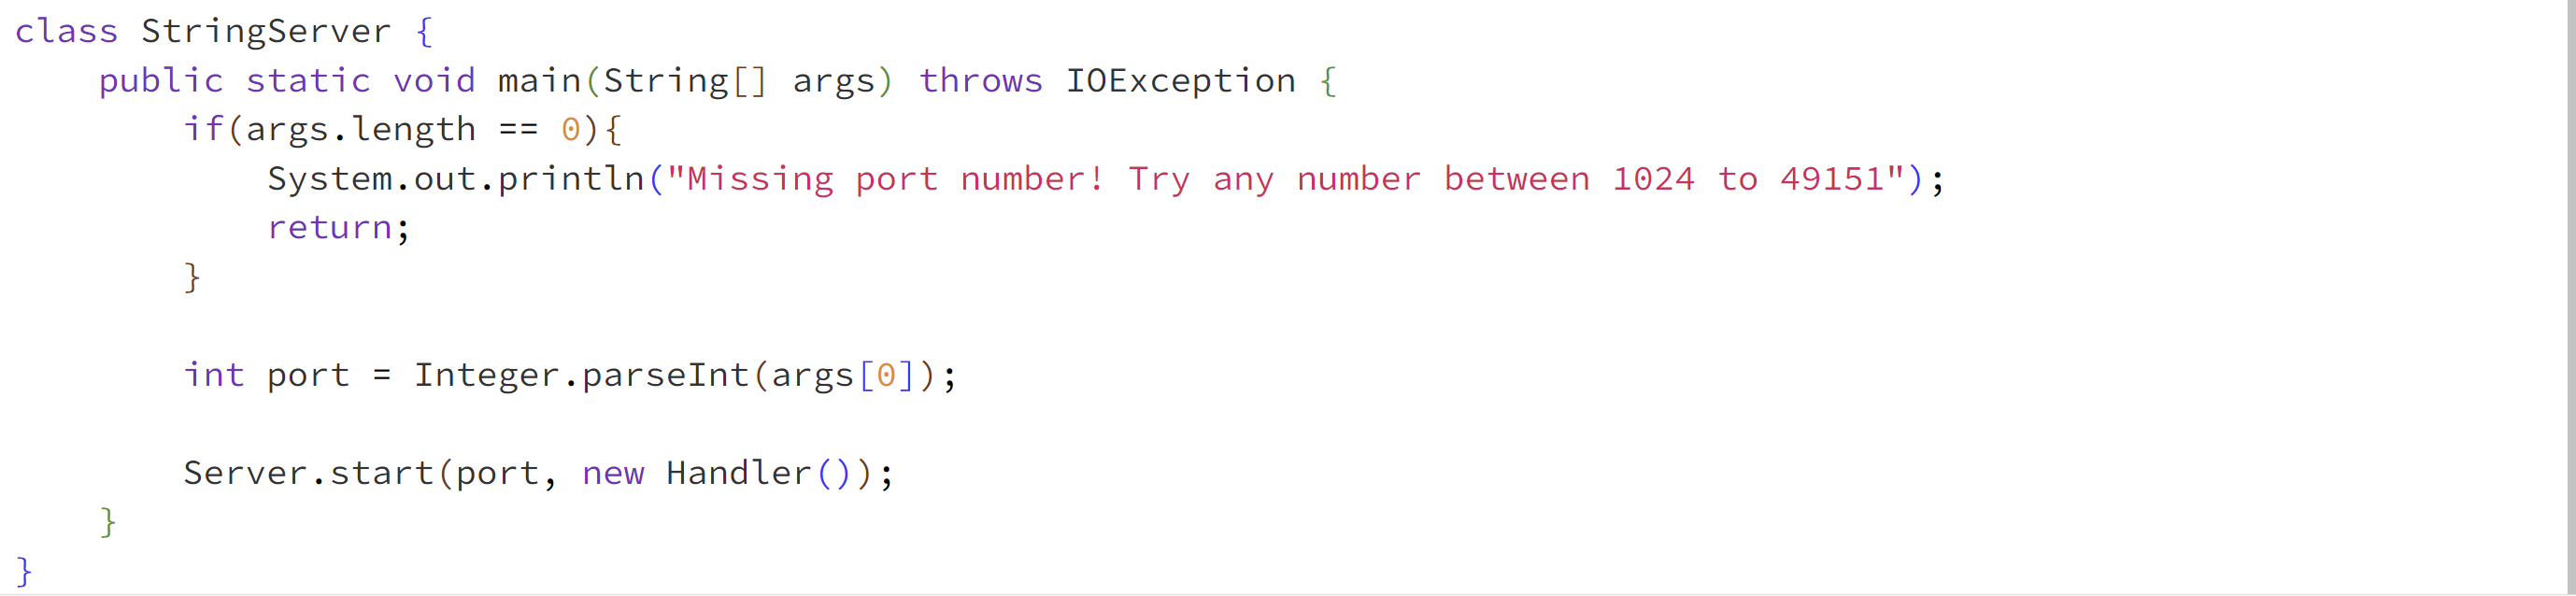 class StringServer {
    public static void main(String[] args) throws IOException {
        if(args.length == 0){
            System.out.println("Missing port number! Try any number between 1024 to 49151");
            return;
        }

        int port = Integer.parseInt(args[0]);

        Server.start(port, new Handler());
    }
}